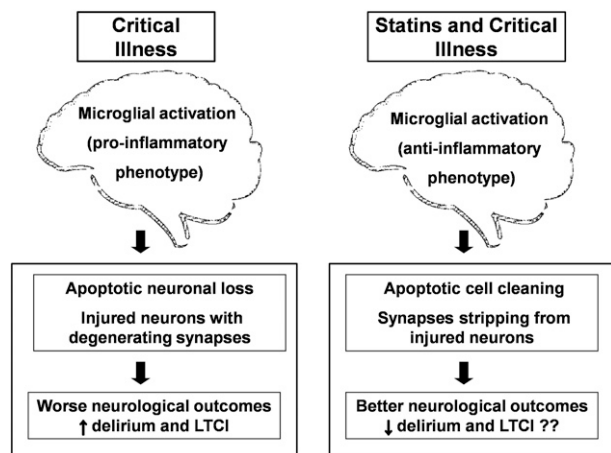 Critical
Illness
Microglial activation
(pro-inflammatory
phenotype)
Apoptotic neuronal loss
Injured neurons with
degenerating synapses
Worse neurological outcomes
↑ delirium and LTCI
Statins and Critical
Illness
Microglial activation
(anti-inflammatory
phenotype)
Apoptotic cell cleaning
Synapses stripping from
injured neurons
Better neurological outcomes
↓ delirium and LTCI ??